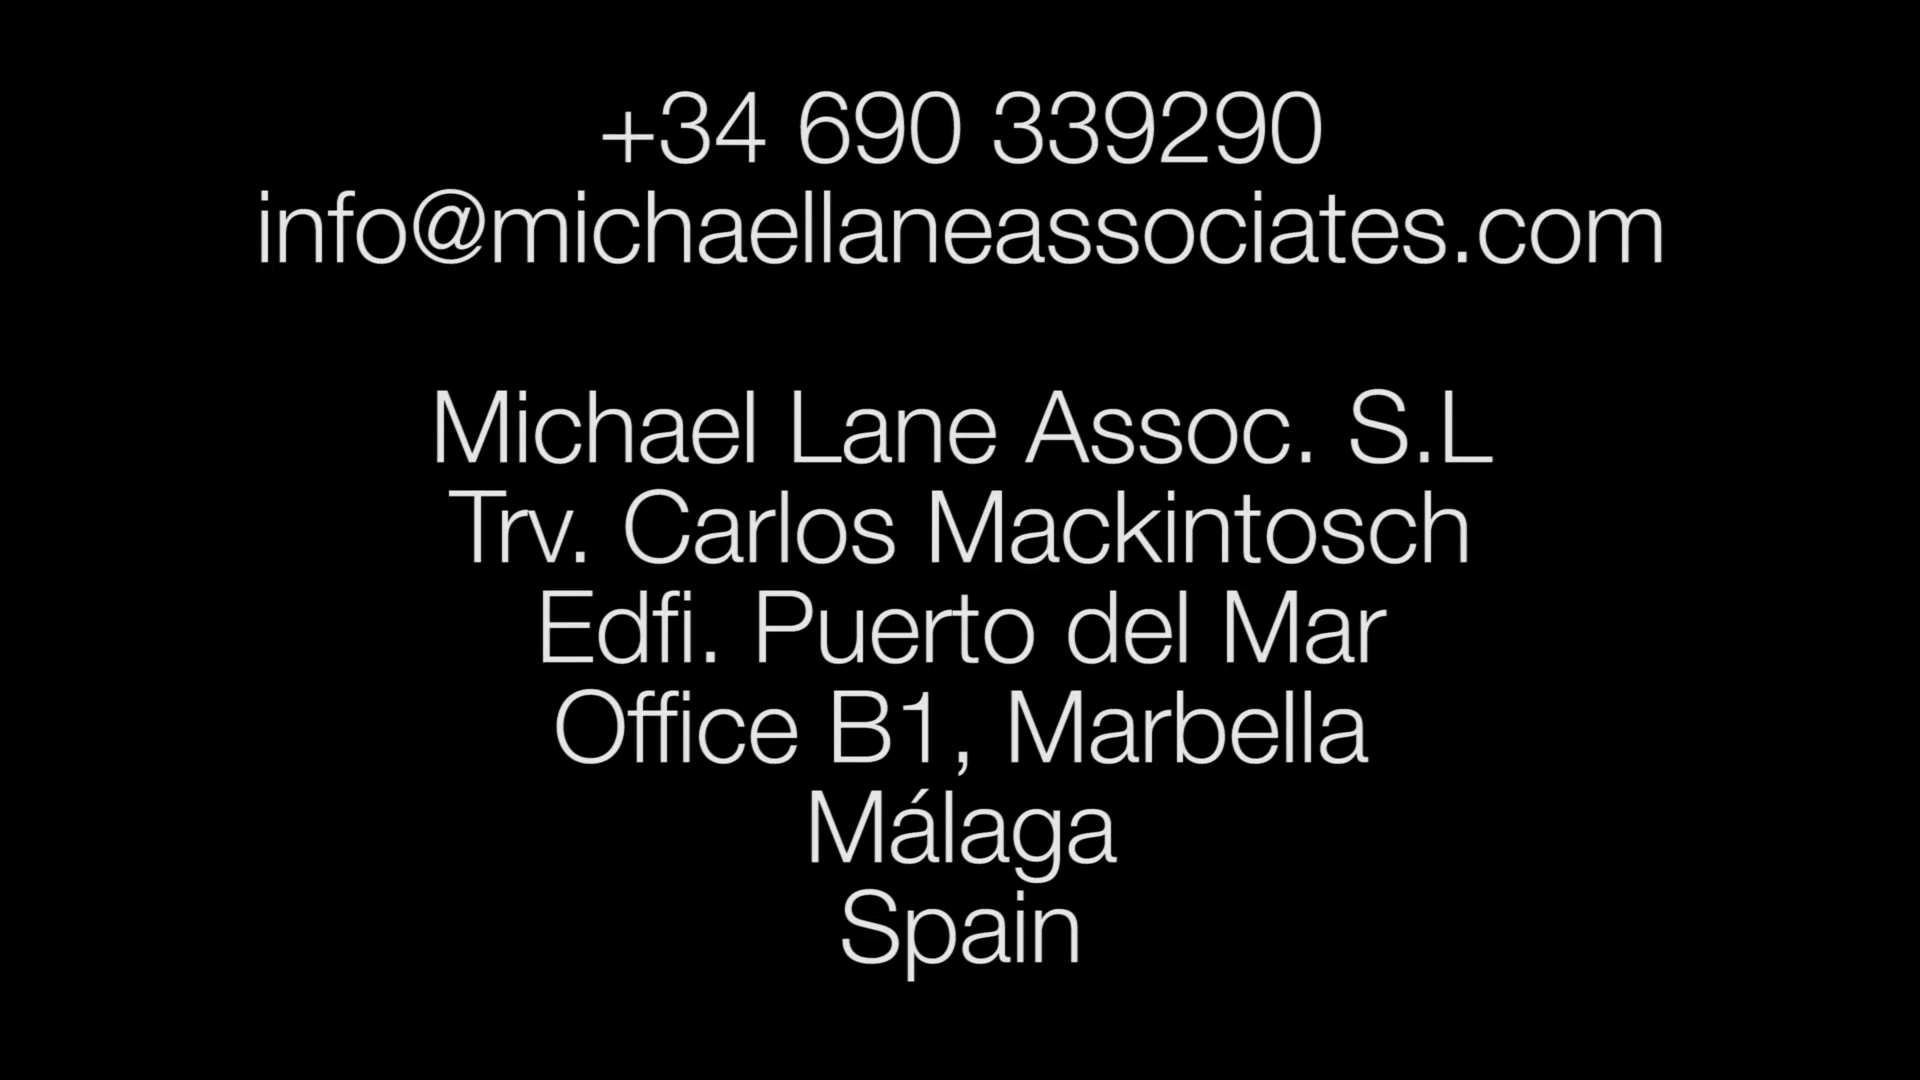 +34 690 339290
info@michaellaneassociates.com
Michael Lane Assoc. S.L
Trv. Carlos Mackintosch
Edfi. Puerto del Mar
Office B1, Marbella
Málaga
Spain